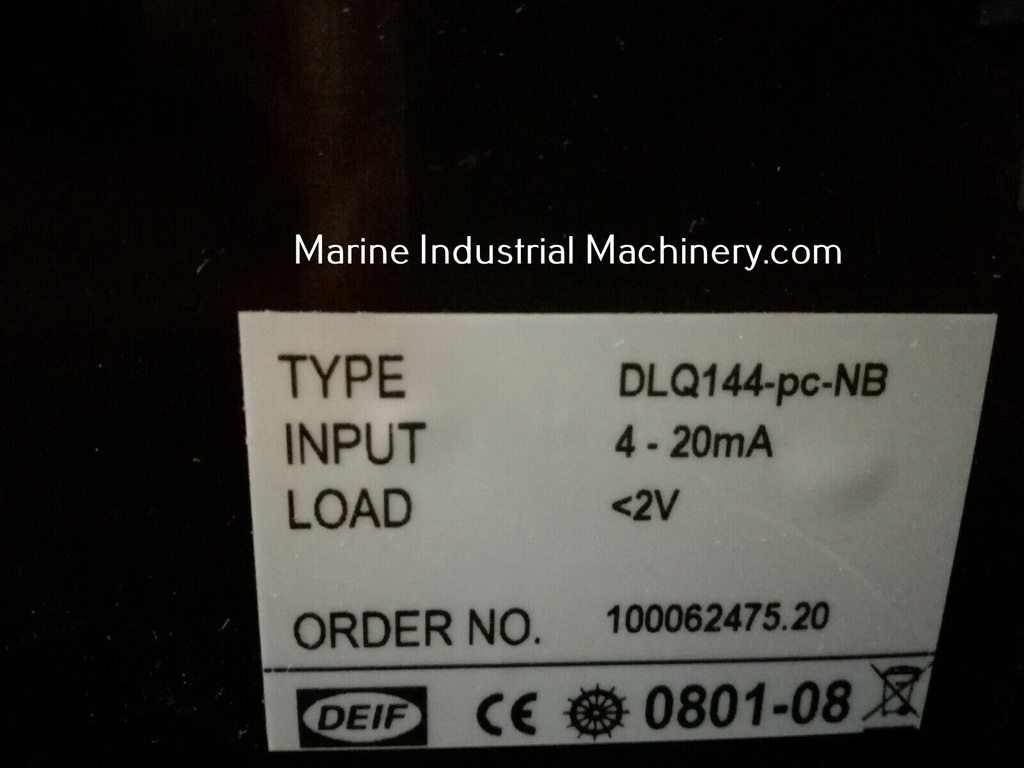 Marine Industrial Machinery.com
TYPE DLQ144-pc-NB
INPUT 4 - 20mA
LOAD <2V
ORDER NO. 100062475.20
DEIF CE 0801-08